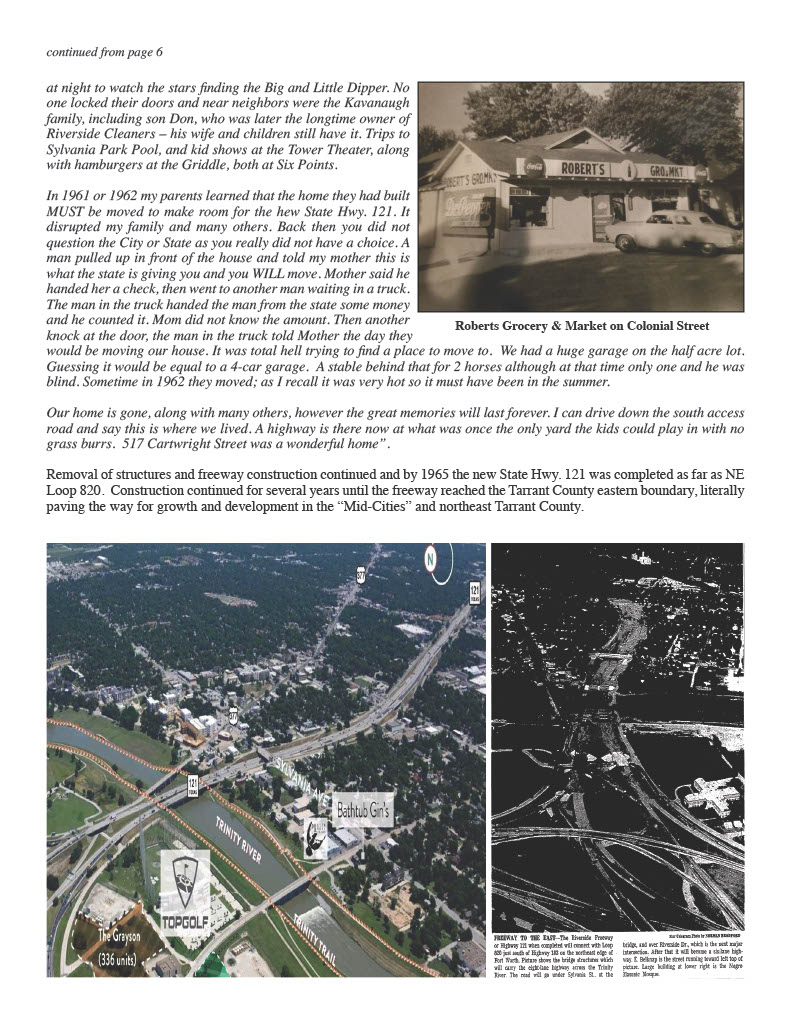 continued from page 6
at night to watch the stars finding the Big and Little Dipper. No
one locked their doors and near neighbors were the Kavanaugh
family, including son Don, who was later the longtime owner of
Riverside Cleaners – his wife and children still have it. Trips to
Sylvania Park Pool, and kid shows at the Tower Theater, along
with hamburgers at the Griddle, both at Six Points.
In 1961 or 1962 my parents learned that the home they had built
MUST be moved to make room for the hew State Hwy. 121. It
disrupted my family and many others. Back then you did not
question the City or State as you really did not have a choice. A
man pulled up in front of the house and told my mother this is
what the state is giving you and you WILL move. Mother said he
handed her a check, then went to another man waiting in a truck.
The man in the truck handed the man from the state some money
and he counted it. Mom did not know the amount. Then another
knock at the door, the man in the truck told Mother the day they
would be moving our house. It was total hell trying to find a place to move to. We had a huge garage on the half acre lot.
Guessing it would be equal to a 4-car garage. A stable behind that for 2 horses although at that time only one and he was
blind. Sometime in 1962 they moved; as I recall it was very hot so it must have been in the summer.
ROBERT'S GRO.MKT.
Coca-Cola
ROBERT'S
GRO.&MKT
Roberts Grocery & Market on Colonial Street
Our home is gone, along with many others, however the great memories will last forever. I can drive down the south access
road and say this is where we lived. A highway is there now at what was once the only yard the kids could play in with no
grass burrs. 517 Cartwright Street was a wonderful home”.
Removal of structures and freeway construction continued and by 1965 the new State Hwy. 121 was completed as far as NE
Loop 820. Construction continued for several years until the freeway reached the Tarrant County eastern boundary, literally
paving the way for growth and development in the “Mid-Cities” and northeast Tarrant County.
N
377
121
TEXAS
377
121
TEXAS
SYLVANIA AVE
Bathtub Gin's
TRINITY RIVER
TOPGOLF
TRINITY TRAIL
The Grayson
(336 units)
FREEWAY TO THE EAST—The Riverside Freeway
or Highway 121 when completed will connect with Loop
820 just south of Highway 183 on the northeast edge of
Fort Worth. Picture shows the bridge structures which
will carry the eight-lane highway across the Trinity
River. The road will go under Sylvania St., at the
Star-Telegram Photo by
bridge, and over Riverside Dr., which is the next major
intersection. After that it will become a six-lane high-
way. E. Belknap is the street running toward left top of
picture. Large building at lower right is the Negro
Masonic Mosque.